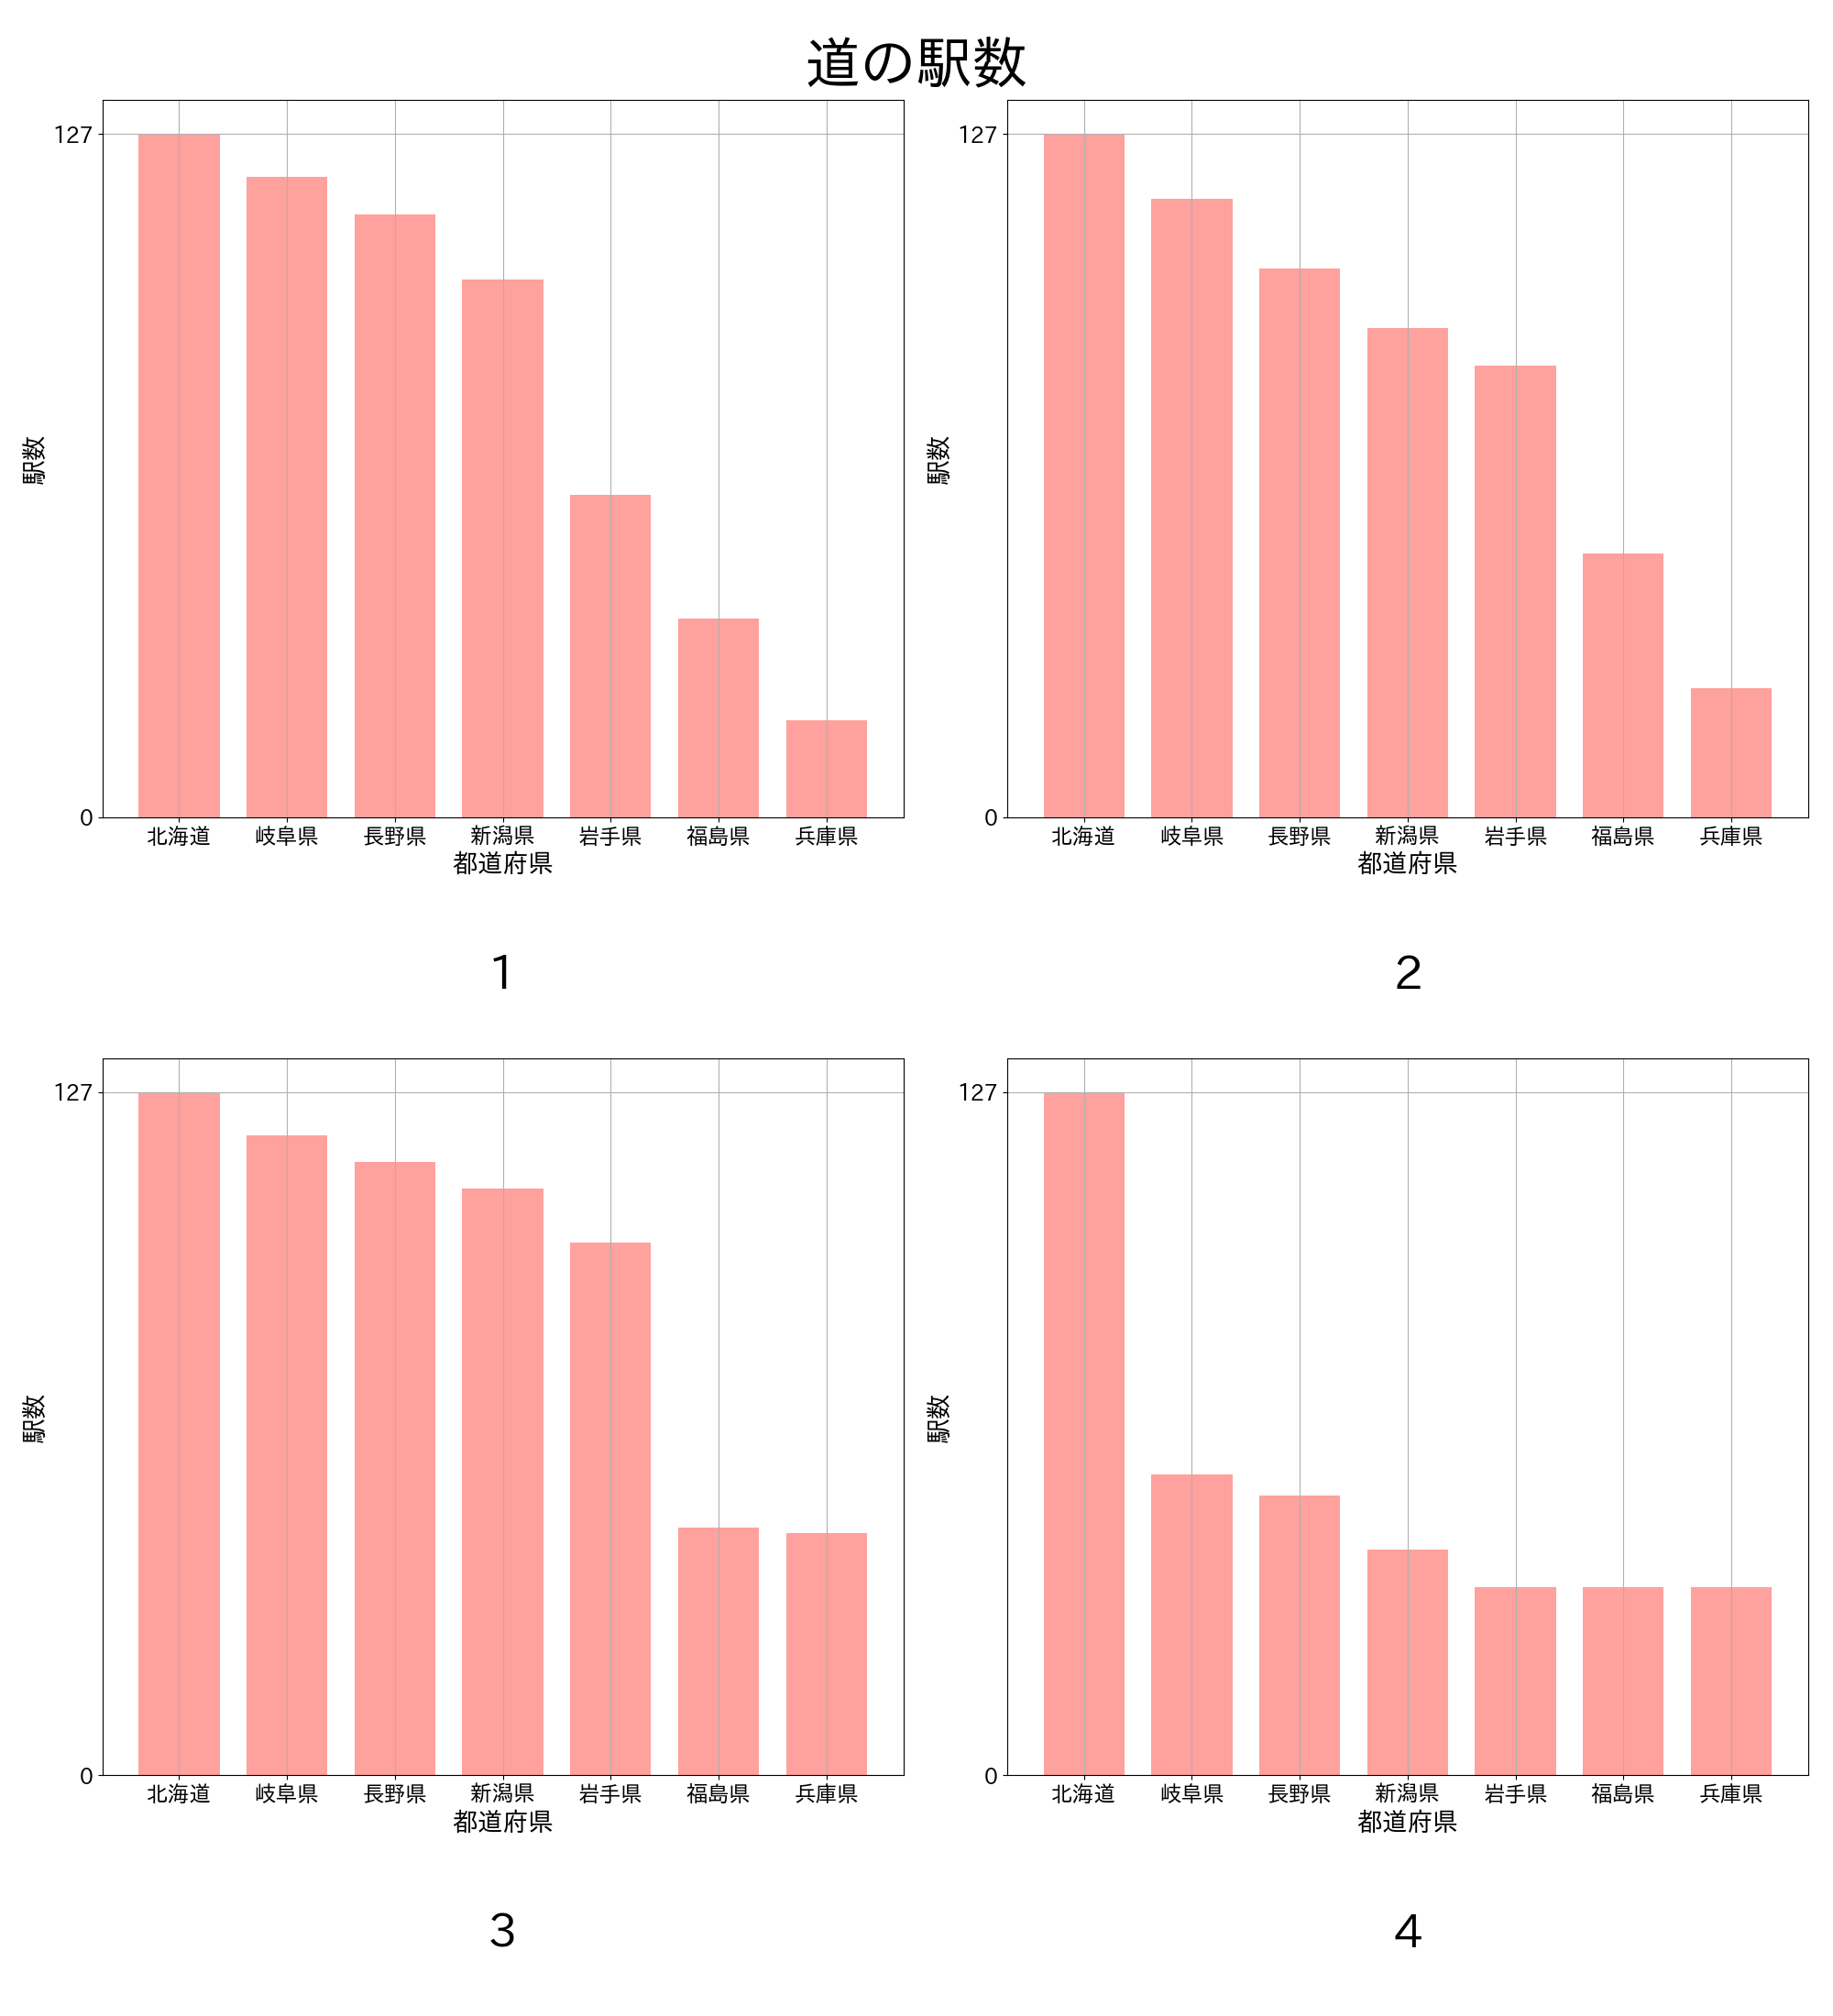 道の駅数
127
0
駅数
北海道 岐阜県 長野県 新潟県 岩手県 福島県 兵庫県
都道府県
1
127
0
駅数
北海道 岐阜県 長野県 新潟県 岩手県 福島県 兵庫県
都道府県
2
127
0
駅数
北海道 岐阜県 長野県 新潟県 岩手県 福島県 兵庫県
都道府県
3
127
0
駅数
北海道 岐阜県 長野県 新潟県 岩手県 福島県 兵庫県
都道府県
4